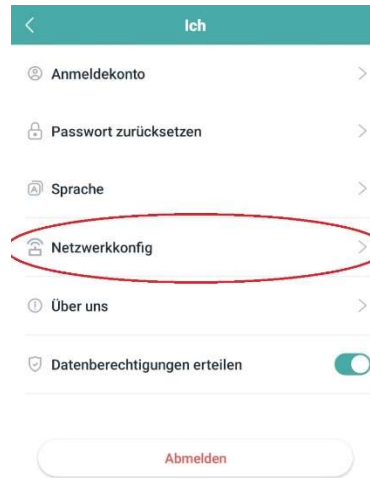 Ich
Anmeldekonto
Passwort zurücksetzen
Sprache
Netzwerkkonfig
Über uns
Datenberechtigungen erteilen
Abmelden